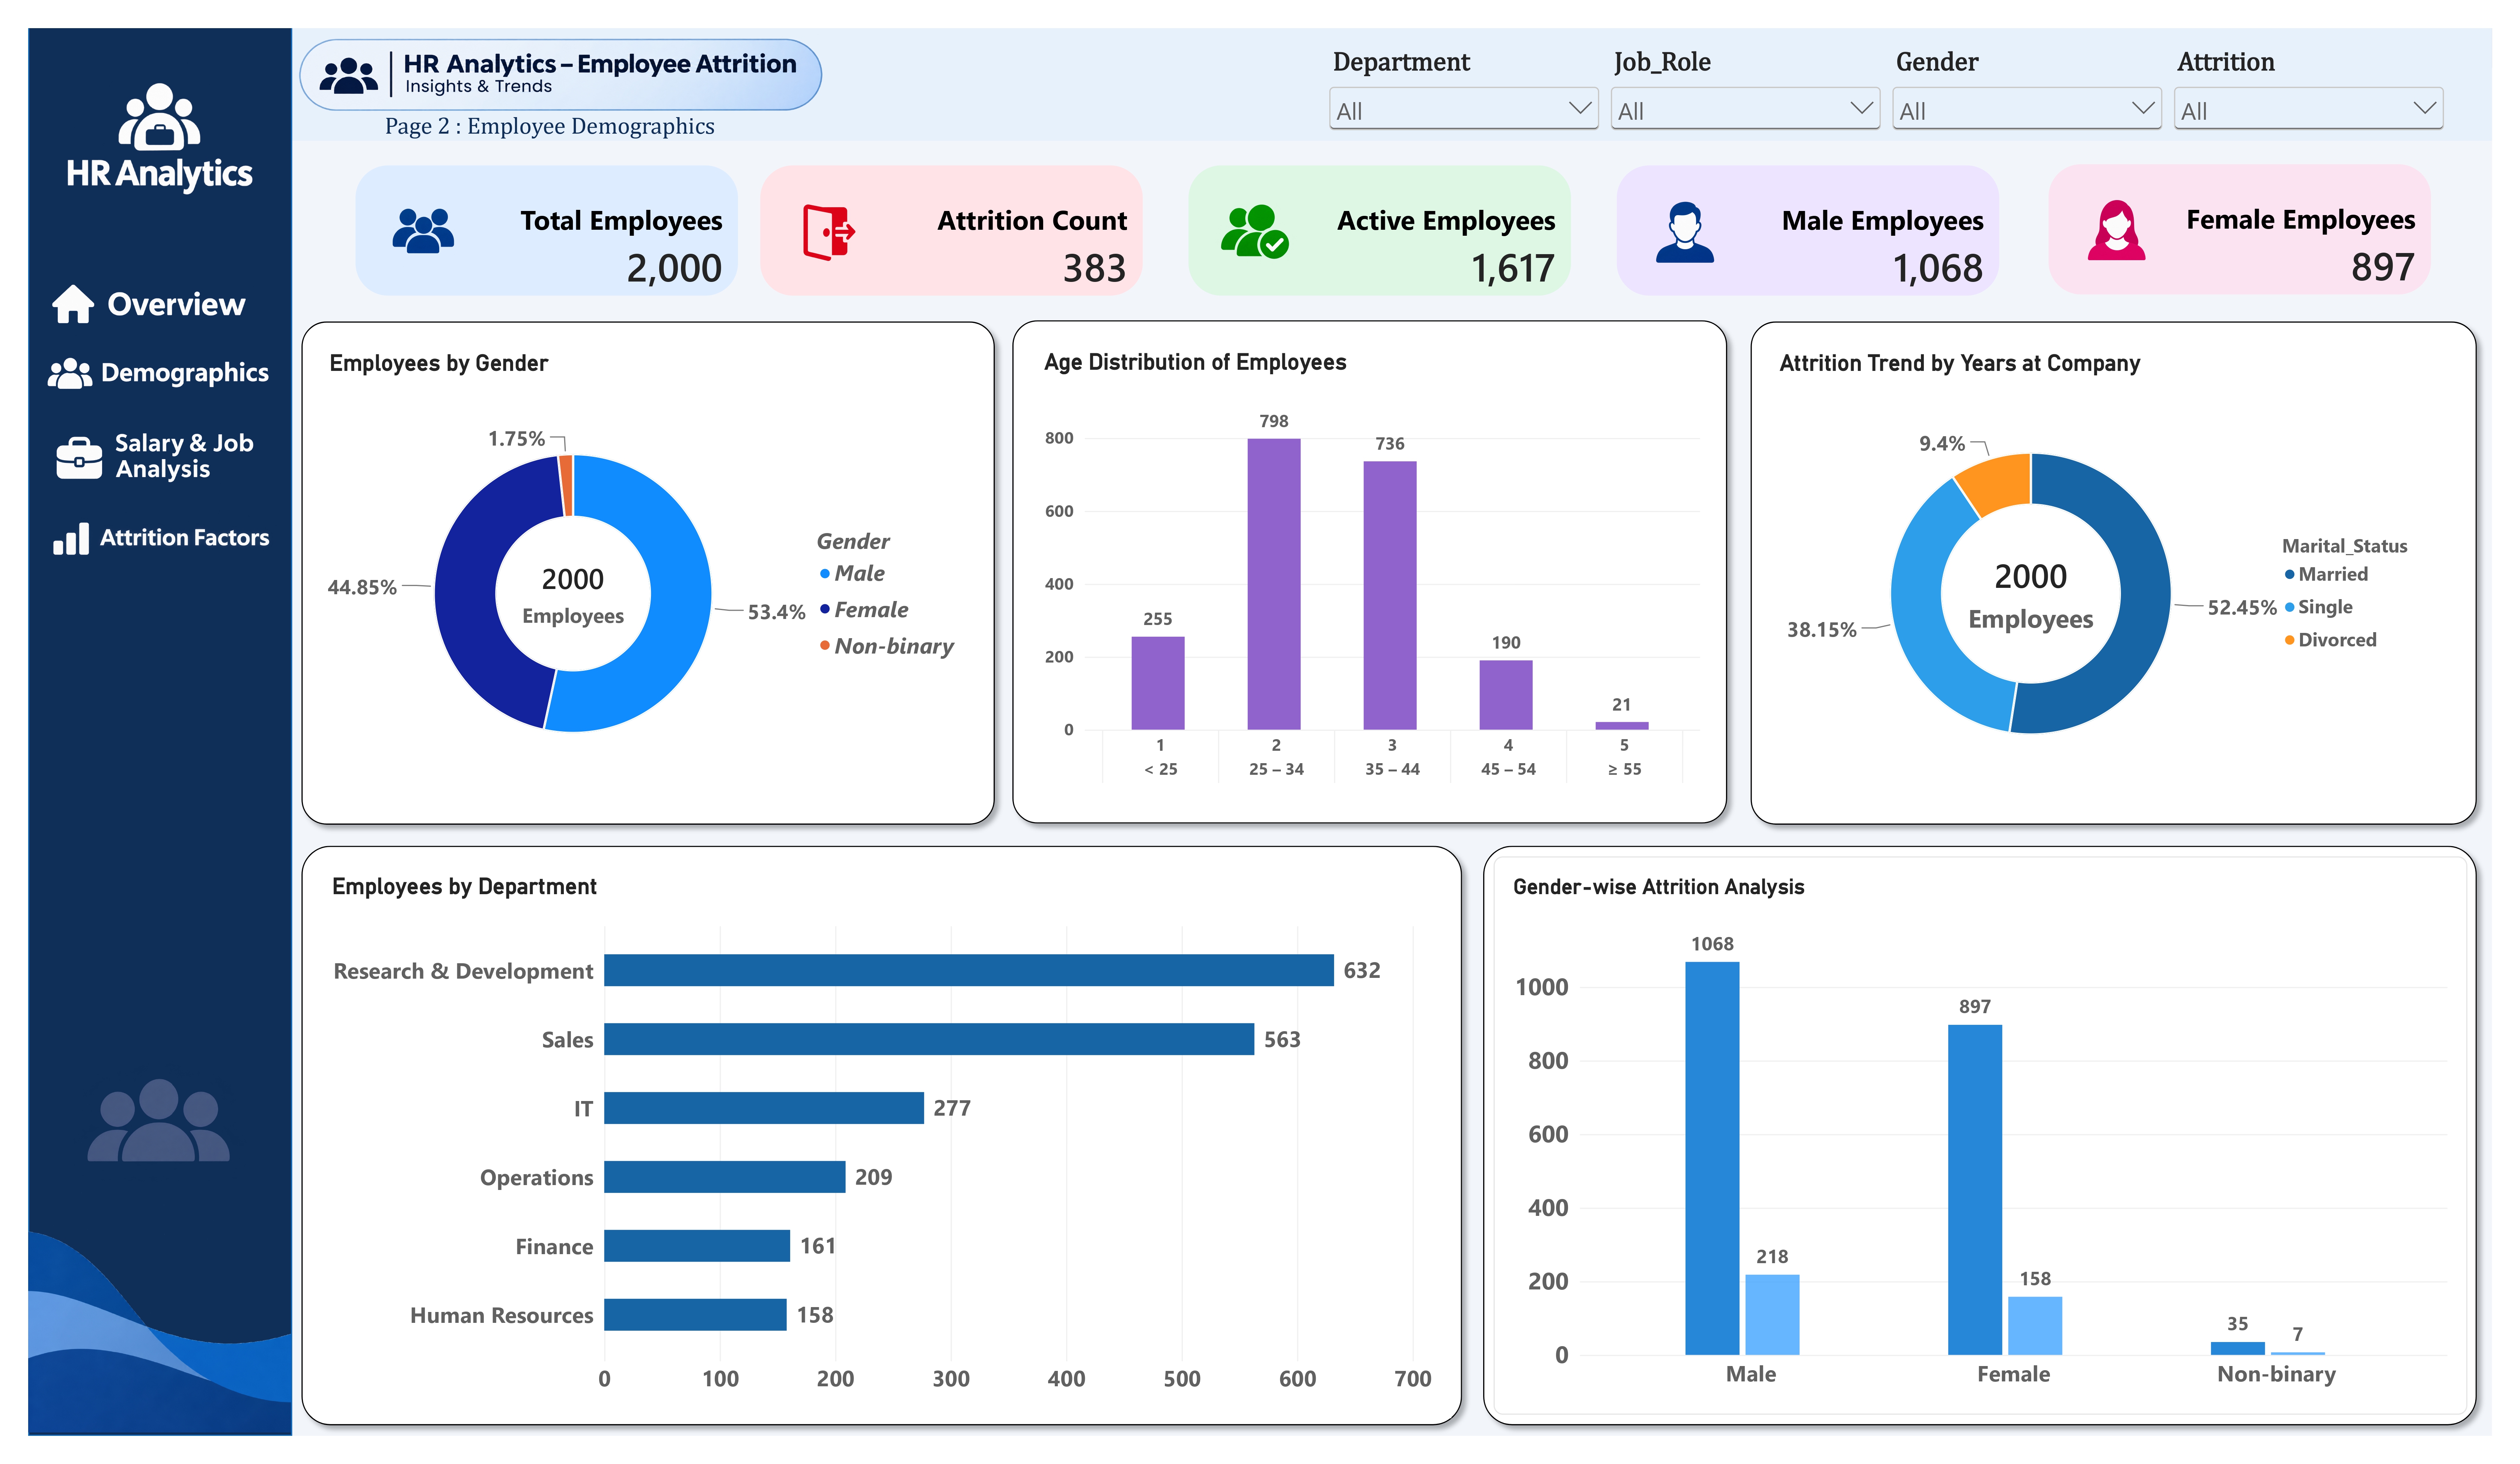 HR Analytics
Overview
Demographics
Salary & Job
Analysis
Attrition Factors
HR Analytics – Employee Attrition
Insights & Trends
Page 2 : Employee Demographics
Department
All
Job_Role
All
Gender
All
Attrition
All
Total Employees
2,000
Attrition Count
383
Active Employees
1,617
Male Employees
1,068
Female Employees
897
Employees by Gender
1.75%
44.85%
53.4%
2000
Employees
Gender
Male
Female
Non-binary
Age Distribution of Employees
800
600
400
200
0
255
798
736
190
21
1 2 3 4 5
< 25 25 – 34 35 – 44 45 – 54 ≥ 55
Attrition Trend by Years at Company
9.4%
38.15%
52.45%
2000
Employees
Marital_Status
Married
Single
Divorced
Employees by Department
Research & Development 632
Sales 563
IT 277
Operations 209
Finance 161
Human Resources 158
0 100 200 300 400 500 600 700
Gender-wise Attrition Analysis
1000
800
600
400
200
0
1068
218
897
158
35
7
Male Female Non-binary